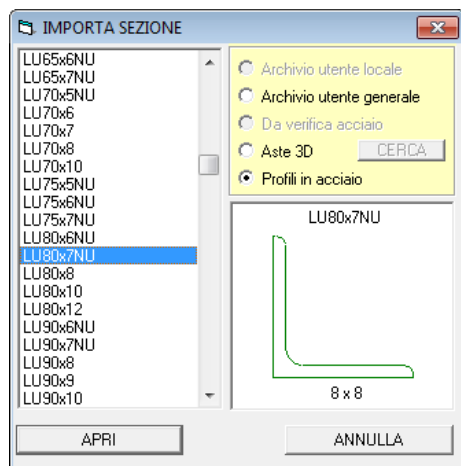 IMPORTA SEZIONE
LU65x6NU
LU65x7NU
LU70x5NU
LU70x6
LU70x7
LU70x8
LU70x10
LU75x5NU
LU75x6NU
LU75x7NU
LU80x6NU
LU80x7NU
LU80x8
LU80x10
LU80x12
LU90x6NU
LU90x7NU
LU90x8
LU90x9
LU90x10
Archivio utente locale
Archivio utente generale
Da verifica acciaio
Aste 3D
CERCA
Profili in acciaio
LU80x7NU
8 x 8
APRI
ANNULLA